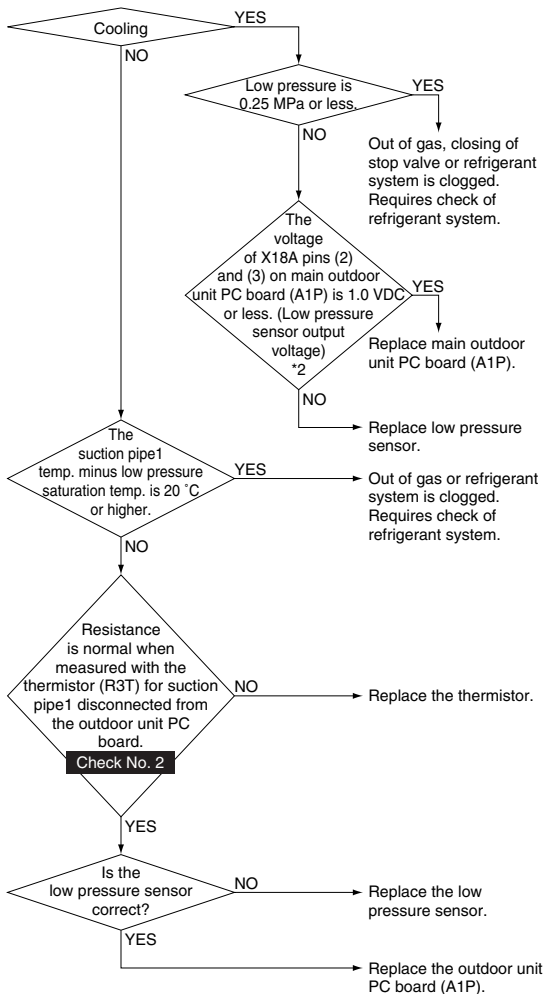 Cooling
YES
NO
Low pressure is
0.25 MPa or less.
YES
NO
Out of gas, closing of
stop valve or refrigerant
system is clogged.
Requires check of
refrigerant system.
The
voltage
of X18A pins (2)
and (3) on main outdoor
unit PC board (A1P) is 1.0 VDC
or less. (Low pressure
sensor output
voltage)
*2
YES
Replace main outdoor
unit PC board (A1P).
NO
Replace low pressure
sensor.
The
suction pipe1
temp. minus low pressure
saturation temp. is 20 ˚C
or higher.
YES
Out of gas or refrigerant
system is clogged.
Requires check of
refrigerant system.
NO
Resistance
is normal when
measured with the
thermistor (R3T) for suction
pipe1 disconnected from
the outdoor unit PC
board.
Check No. 2
NO
Replace the thermistor.
YES
Is the
low pressure sensor
correct?
NO
Replace the low
pressure sensor.
YES
Replace the outdoor unit
PC board (A1P).